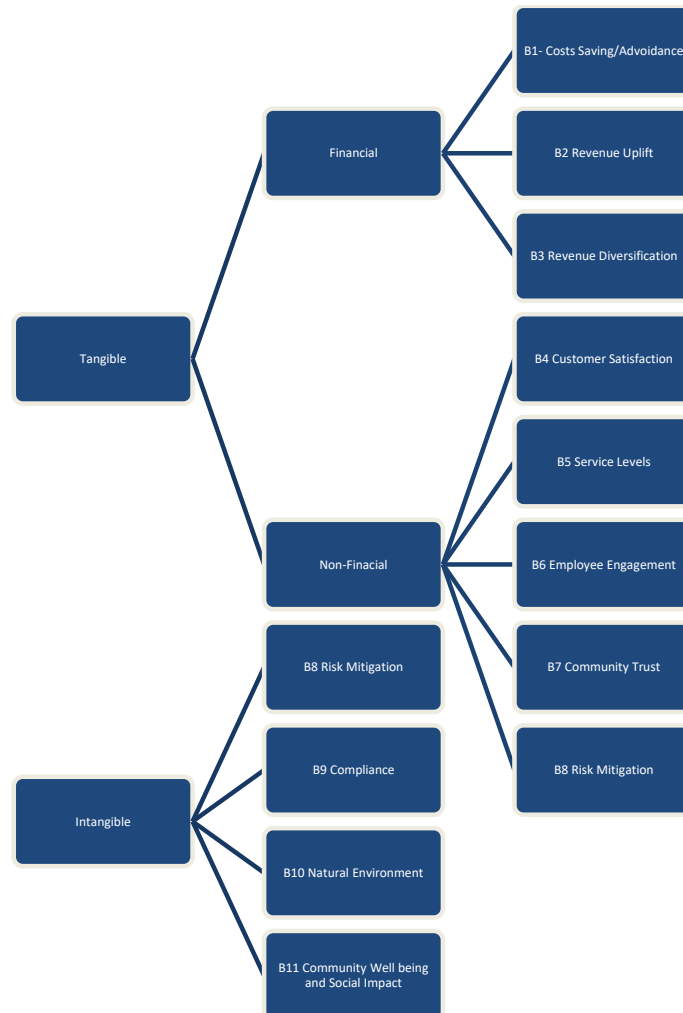 Tangible
Financial
B1- Costs Saving/Advoidance
B2 Revenue Uplift
B3 Revenue Diversification
Non-Finacial
B4 Customer Satisfaction
B5 Service Levels
B6 Employee Engagement
B7 Community Trust
B8 Risk Mitigation
Intangible
B8 Risk Mitigation
B9 Compliance
B10 Natural Environment
B11 Community Well being
and Social Impact